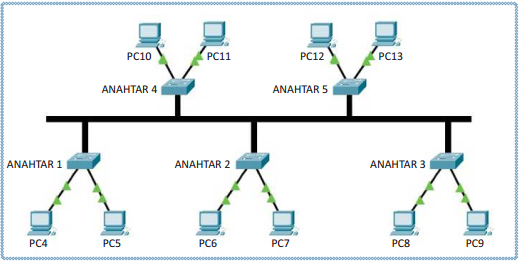 PC10 PC11 PC12 PC13
ANAHTAR 4 ANAHTAR 5
ANAHTAR 1 ANAHTAR 2 ANAHTAR 3
PC4 PC5 PC6 PC7 PC8 PC9